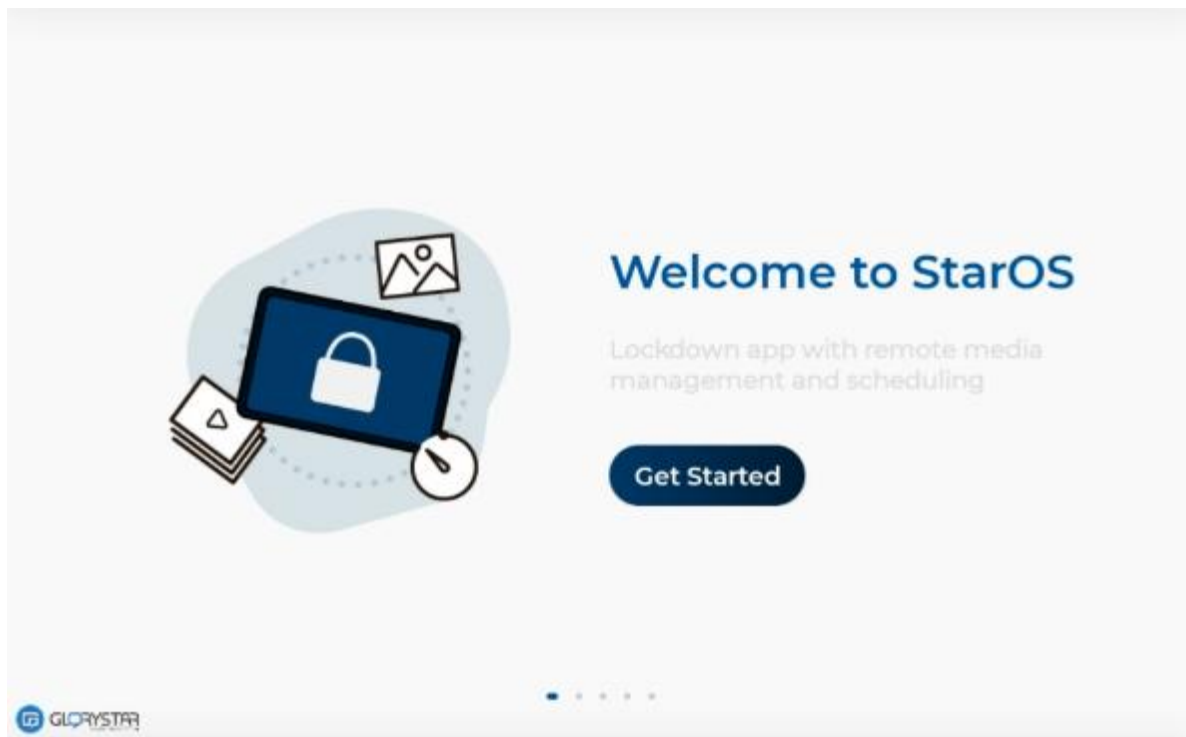 Welcome to StarOS
Lockdown app with remote media
management and scheduling
Get Started
GLORYSTAR